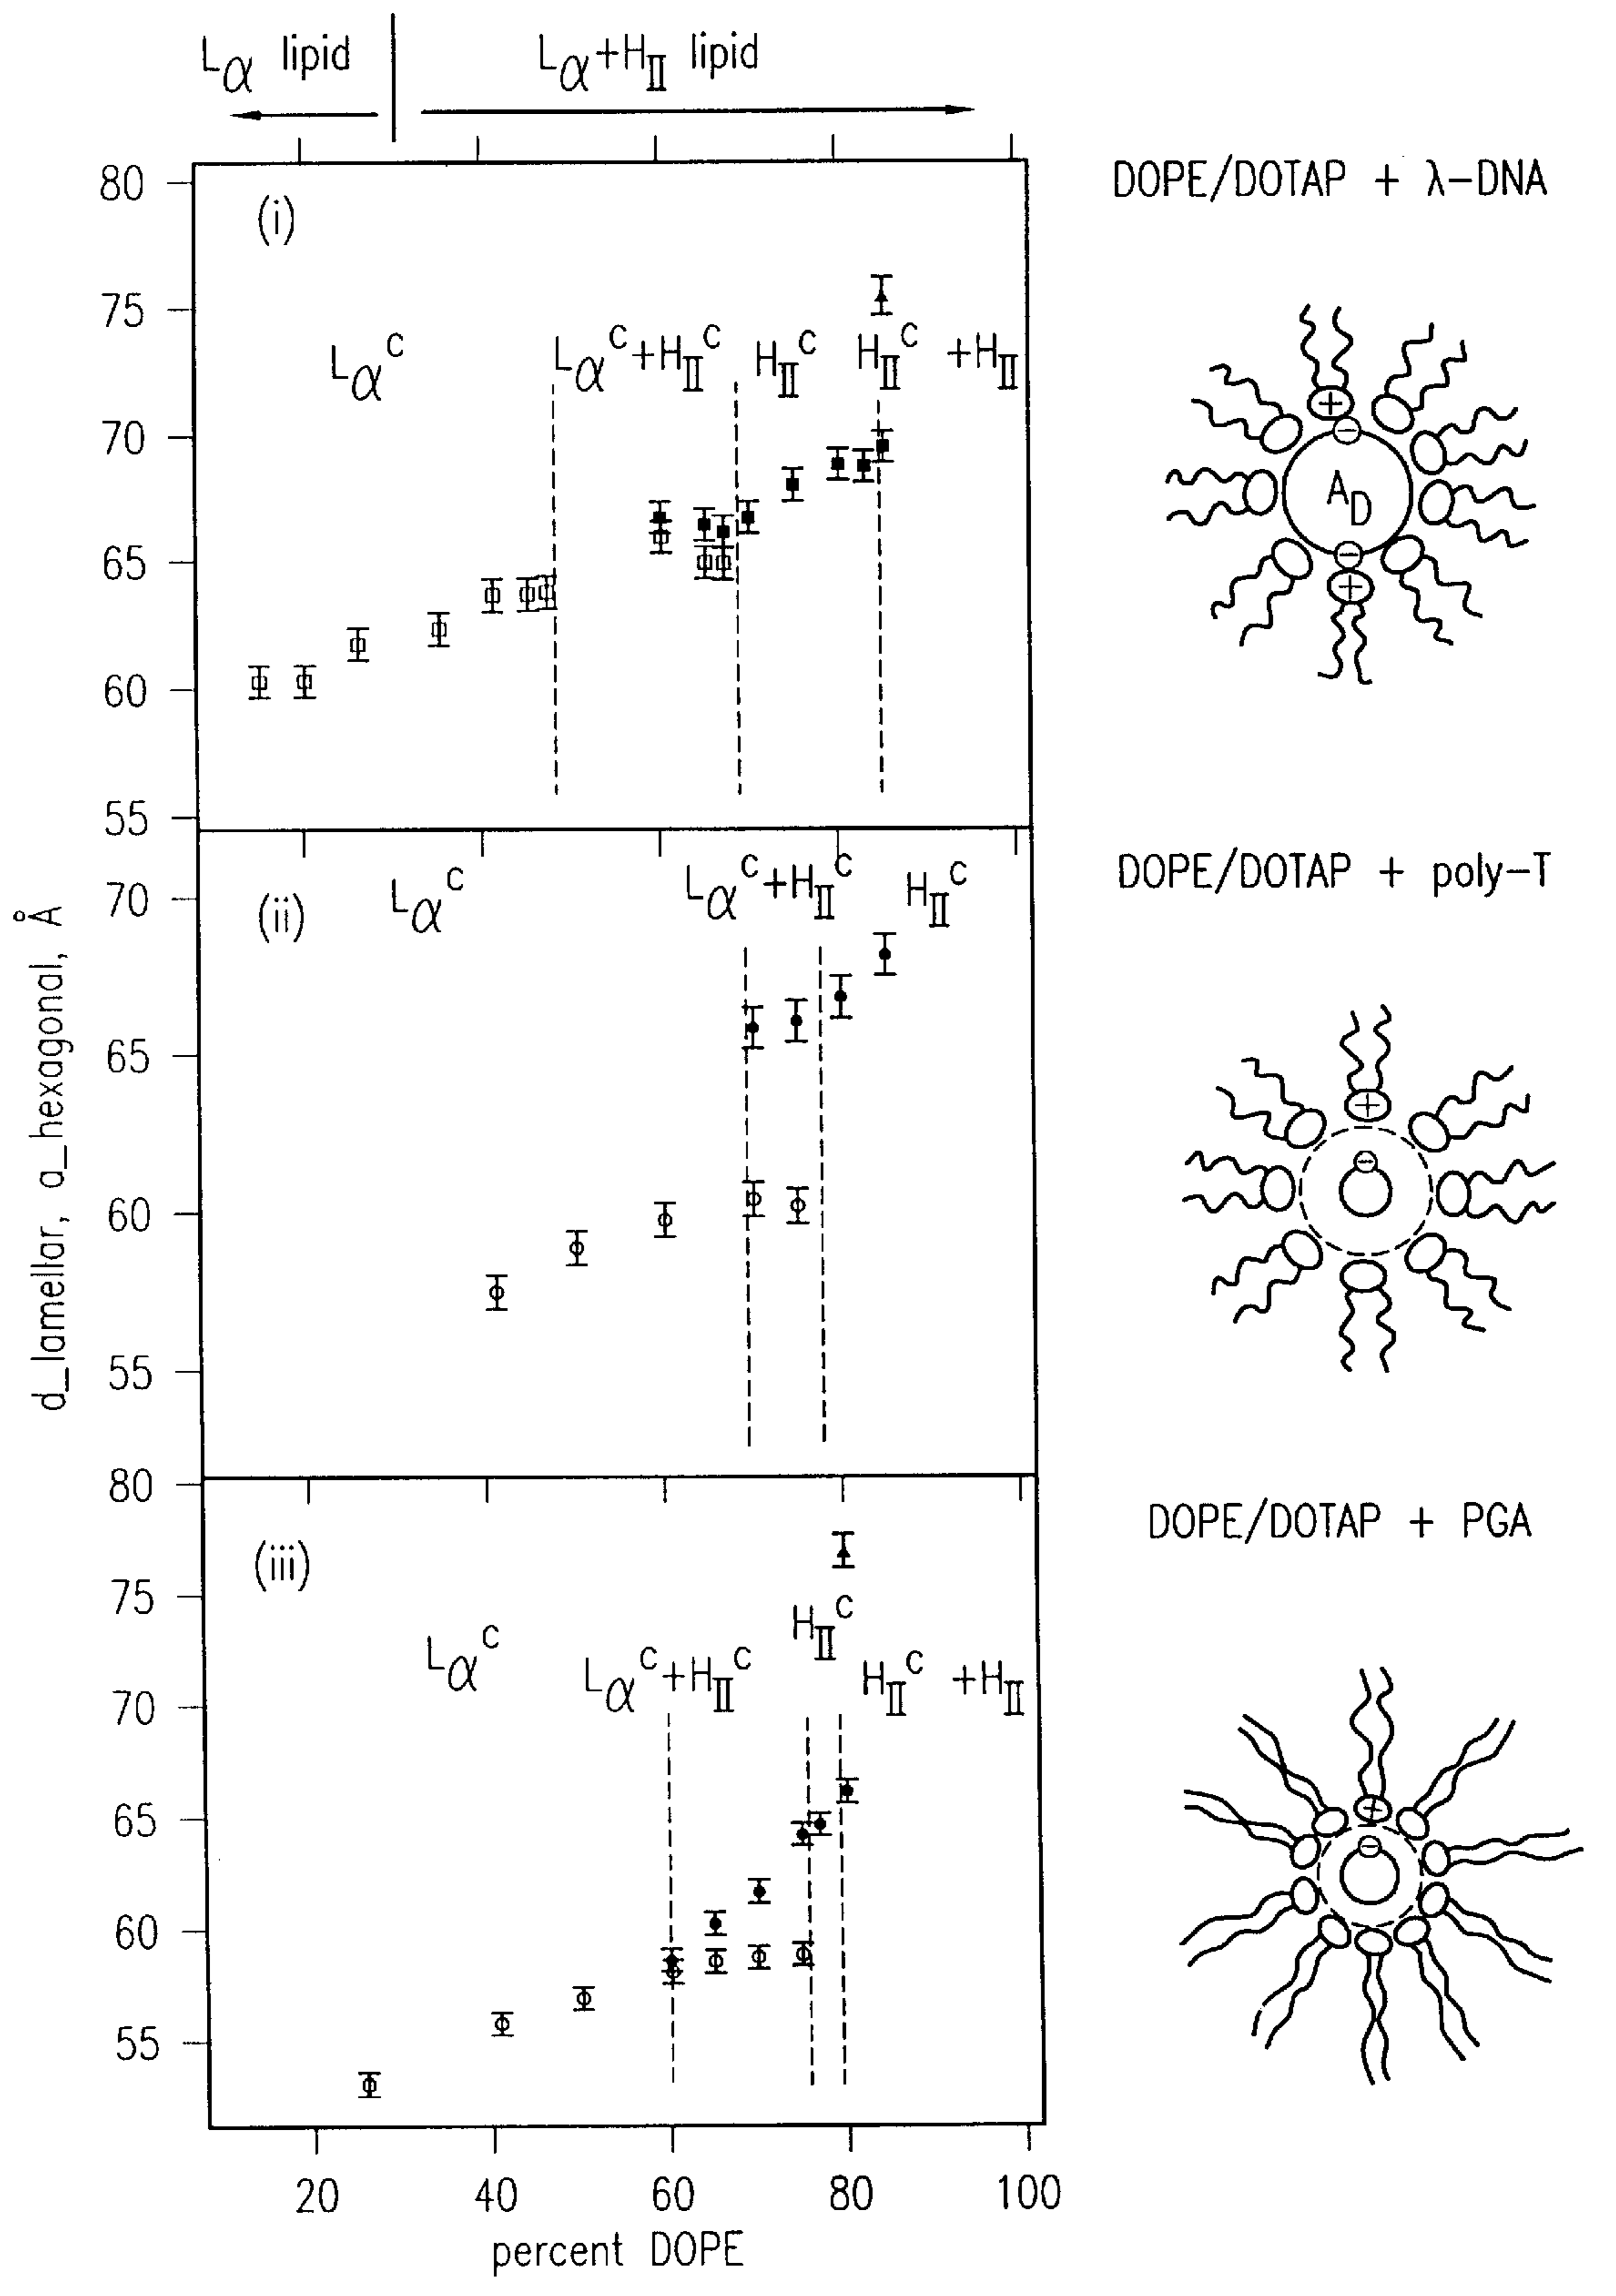 Lα lipid
Lα+HII lipid
80
(i)
DOPE/DOTAP + λ-DNA
75
Lα^C
Lα^C+HII^C
HII^C
HII^C +HII
70
+
−
A_D
65
−
+
60
55
DOPE/DOTAP + poly-T
70
(ii)
Lα^C
Lα^C+HII^C
HII^C
65
+
−
60
55
d_lamellar, a_hexagonal, Å
80
DOPE/DOTAP + PGA
(iii)
75
HII^C
Lα^C
Lα^C+HII^C
HII^C +HII
70
65
+
−
60
55
20 40 60 80 100
percent DOPE